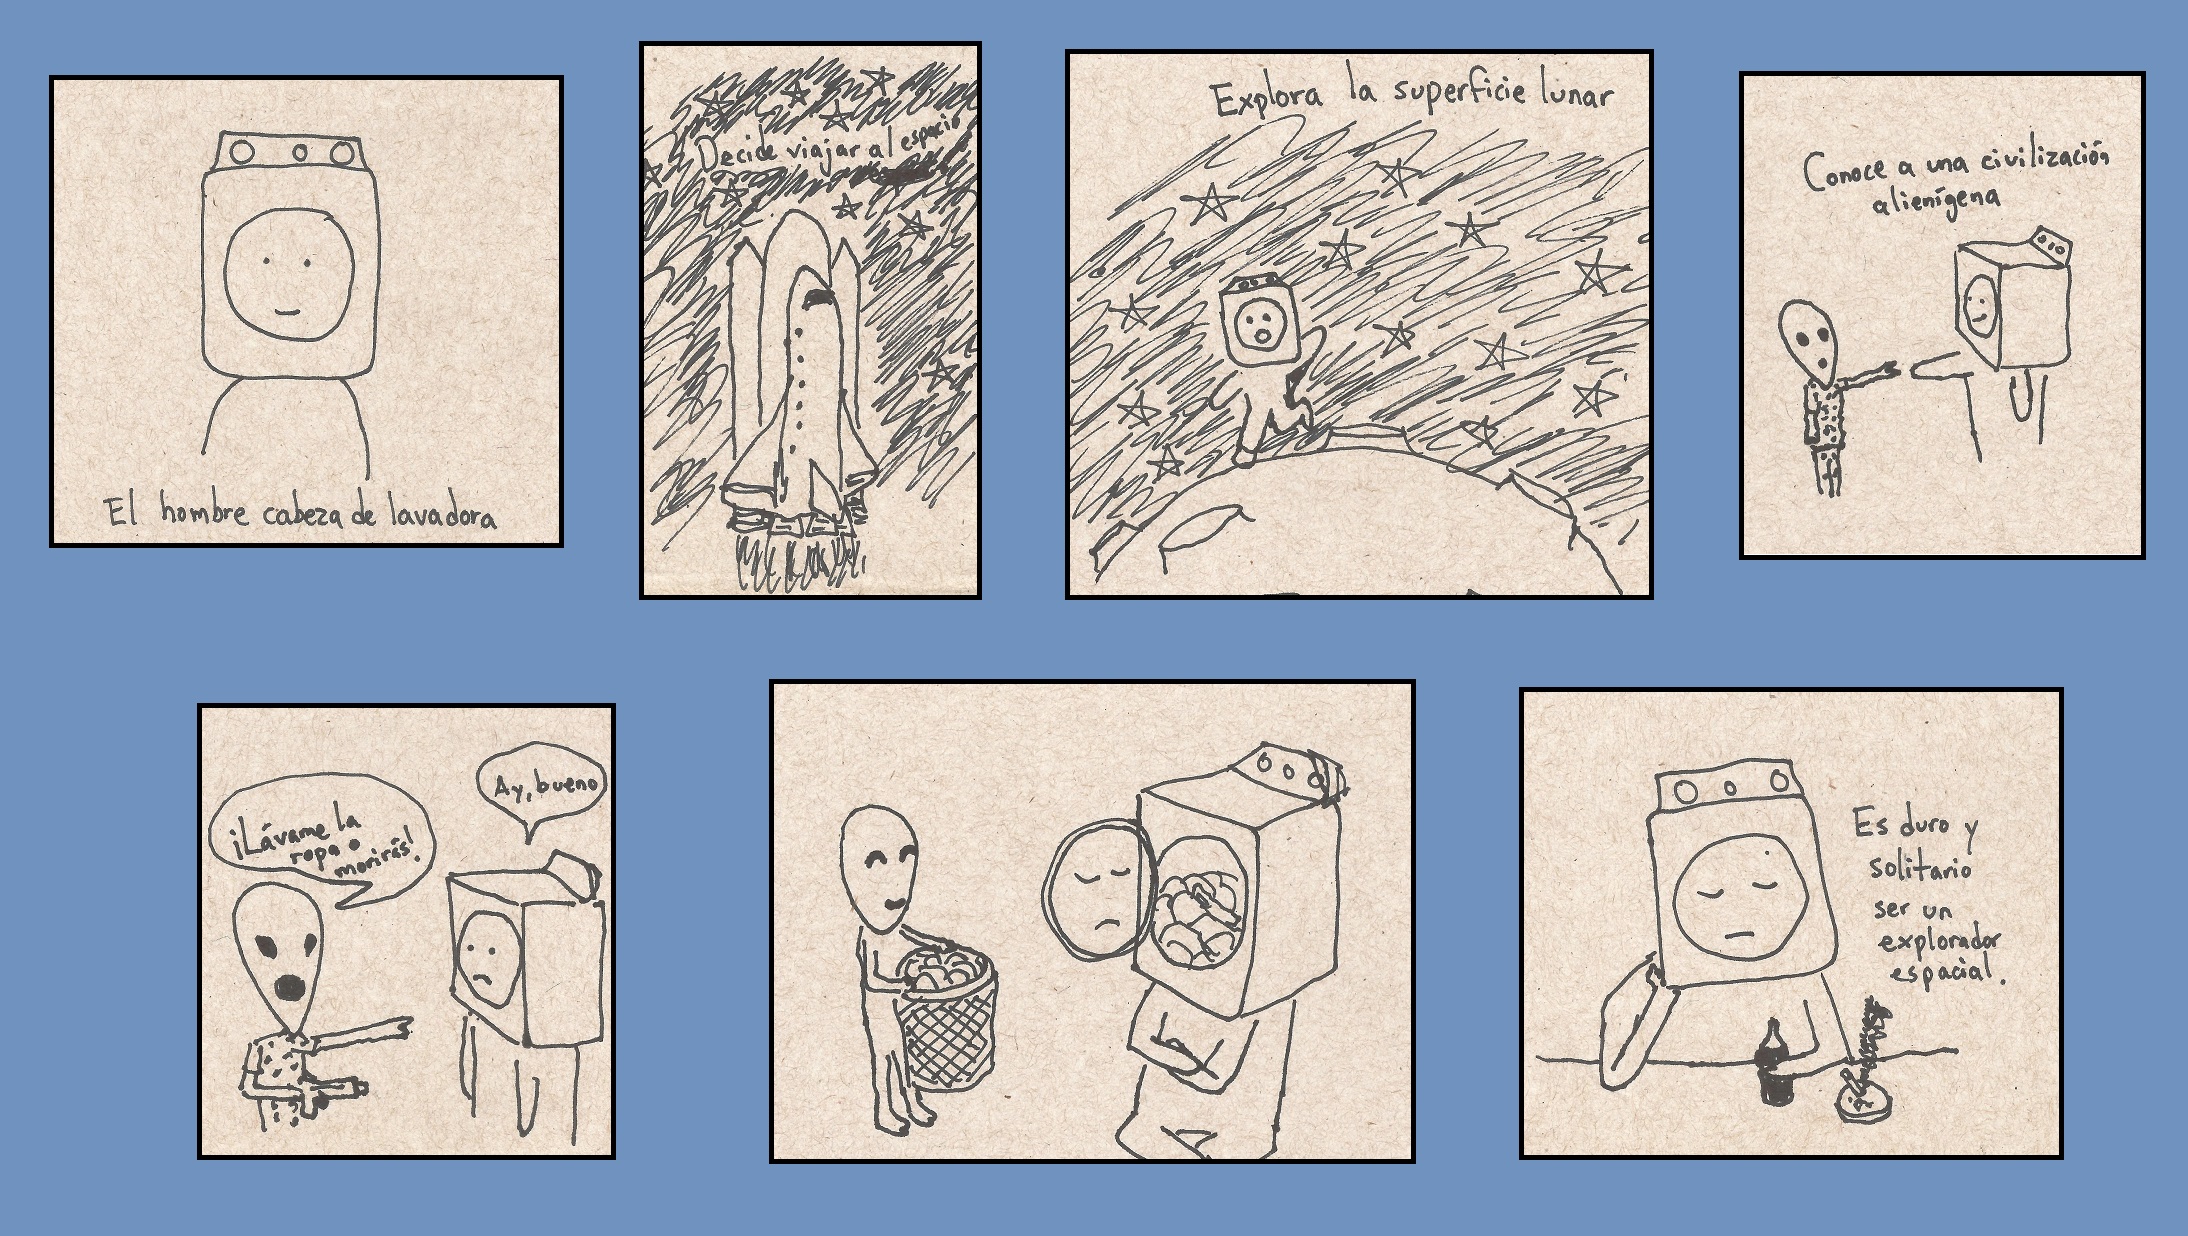 El hombre cabeza de lavadora
Decide viajar al espacio
Explora la superficie lunar
Conoce a una civilización
alienígena
¡Lávame la
ropa o
morirás!
Ay, bueno
Es duro y
solitario
ser un
explorador
espacial.